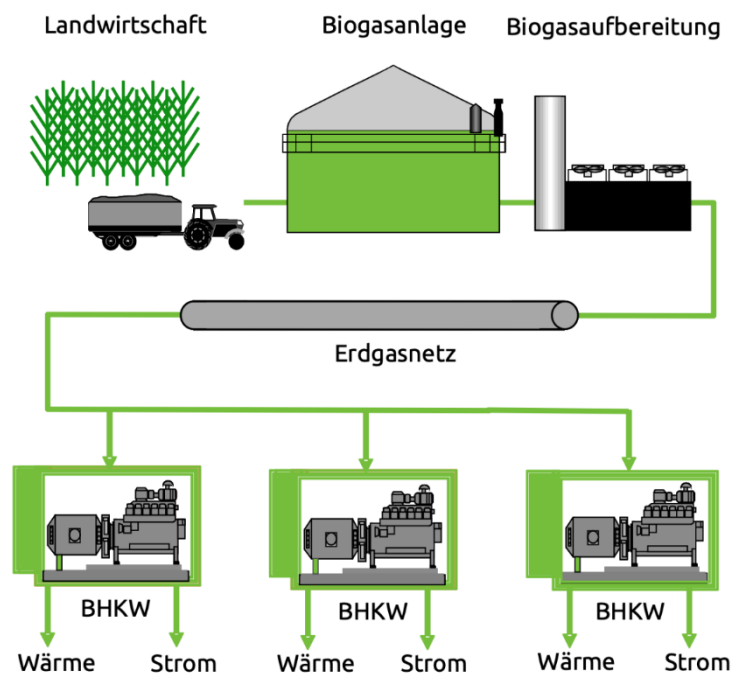 Landwirtschaft
Biogasanlage
Biogasaufbereitung
Erdgasnetz
BHKW
BHKW
BHKW
Wärme
Strom
Wärme
Strom
Wärme
Strom